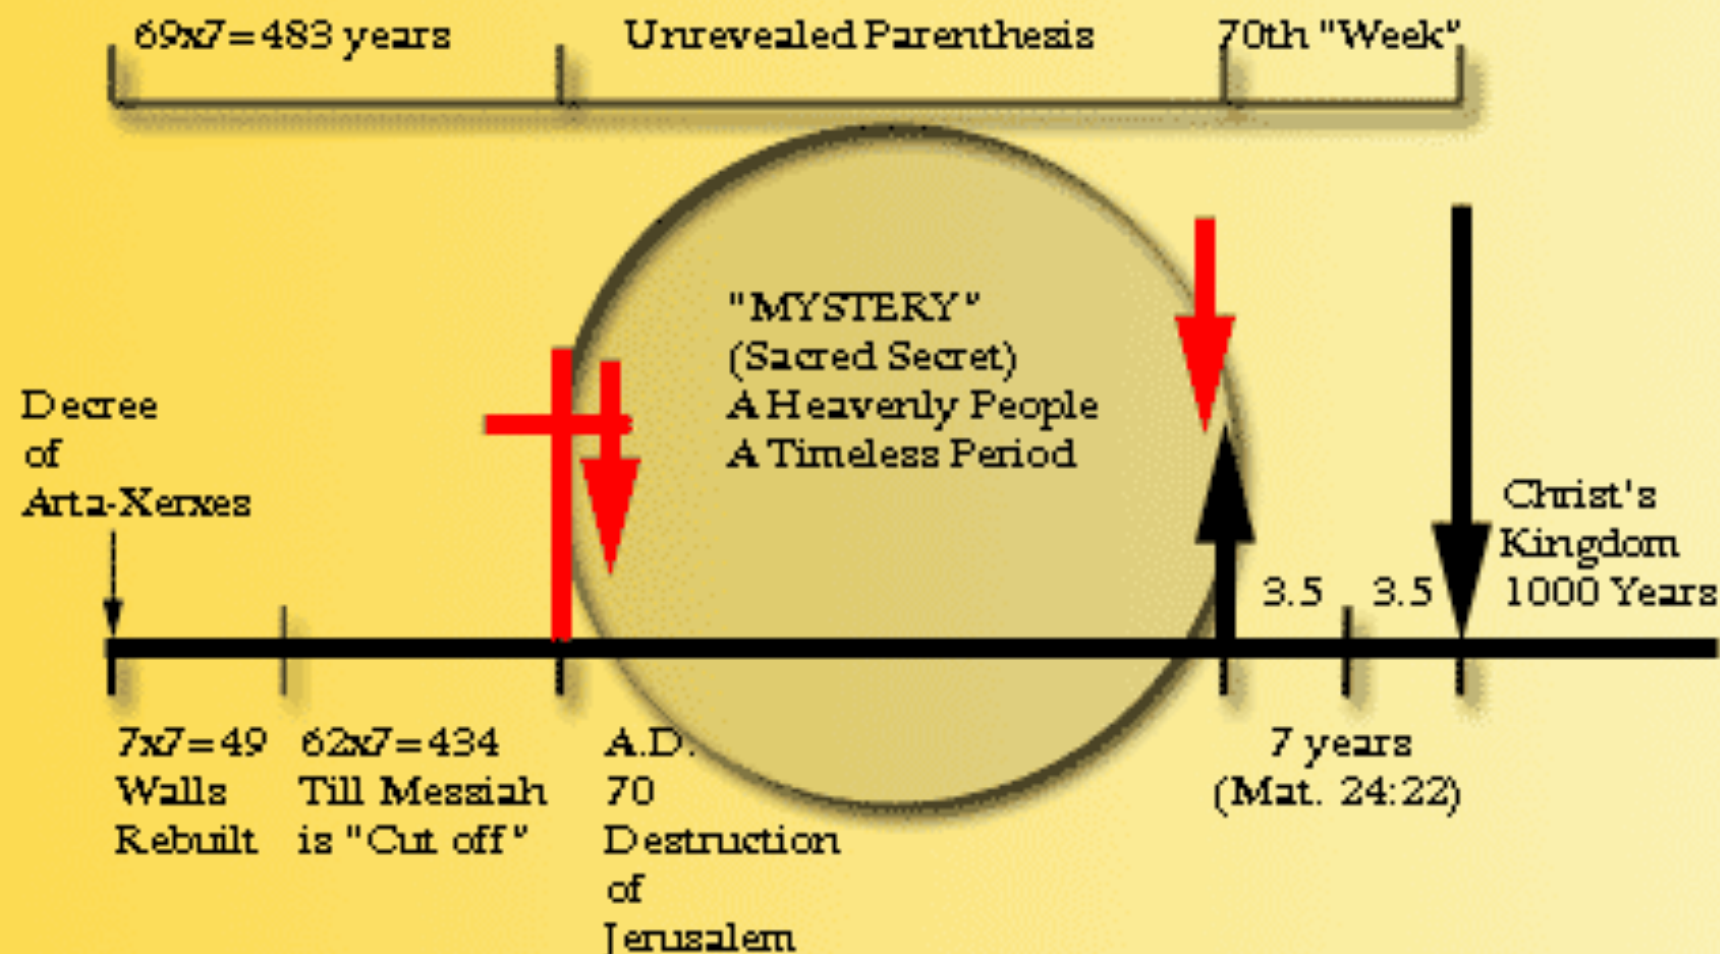 69x7=483 years
Unrevealed Parenthesis
70th "Week"
"MYSTERY"
(Sacred Secret)
A Heavenly People
A Timeless Period
Decree
of
Arta-Xerxes
Christ's
Kingdom
1000 Years
3.5
3.5
7x7=49
Walls
Rebuilt
62x7=434
Till Messiah
is "Cut off"
A.D.
70
Destruction
of
Jerusalem
7 years
(Mat. 24:22)